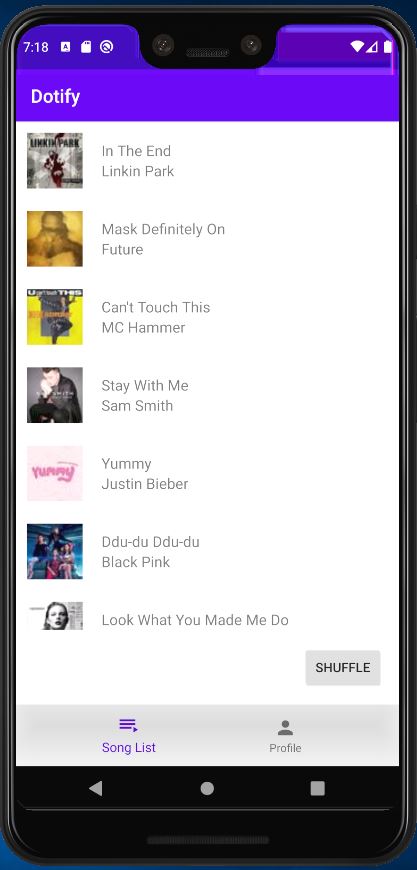 7:18
Dotify
LINKIN PARK
In The End
Linkin Park
Mask Definitely On
Future
Can't Touch This
MC Hammer
Stay With Me
Sam Smith
yummy
Yummy
Justin Bieber
Ddu-du Ddu-du
Black Pink
Look What You Made Me Do
SHUFFLE
Song List
Profile